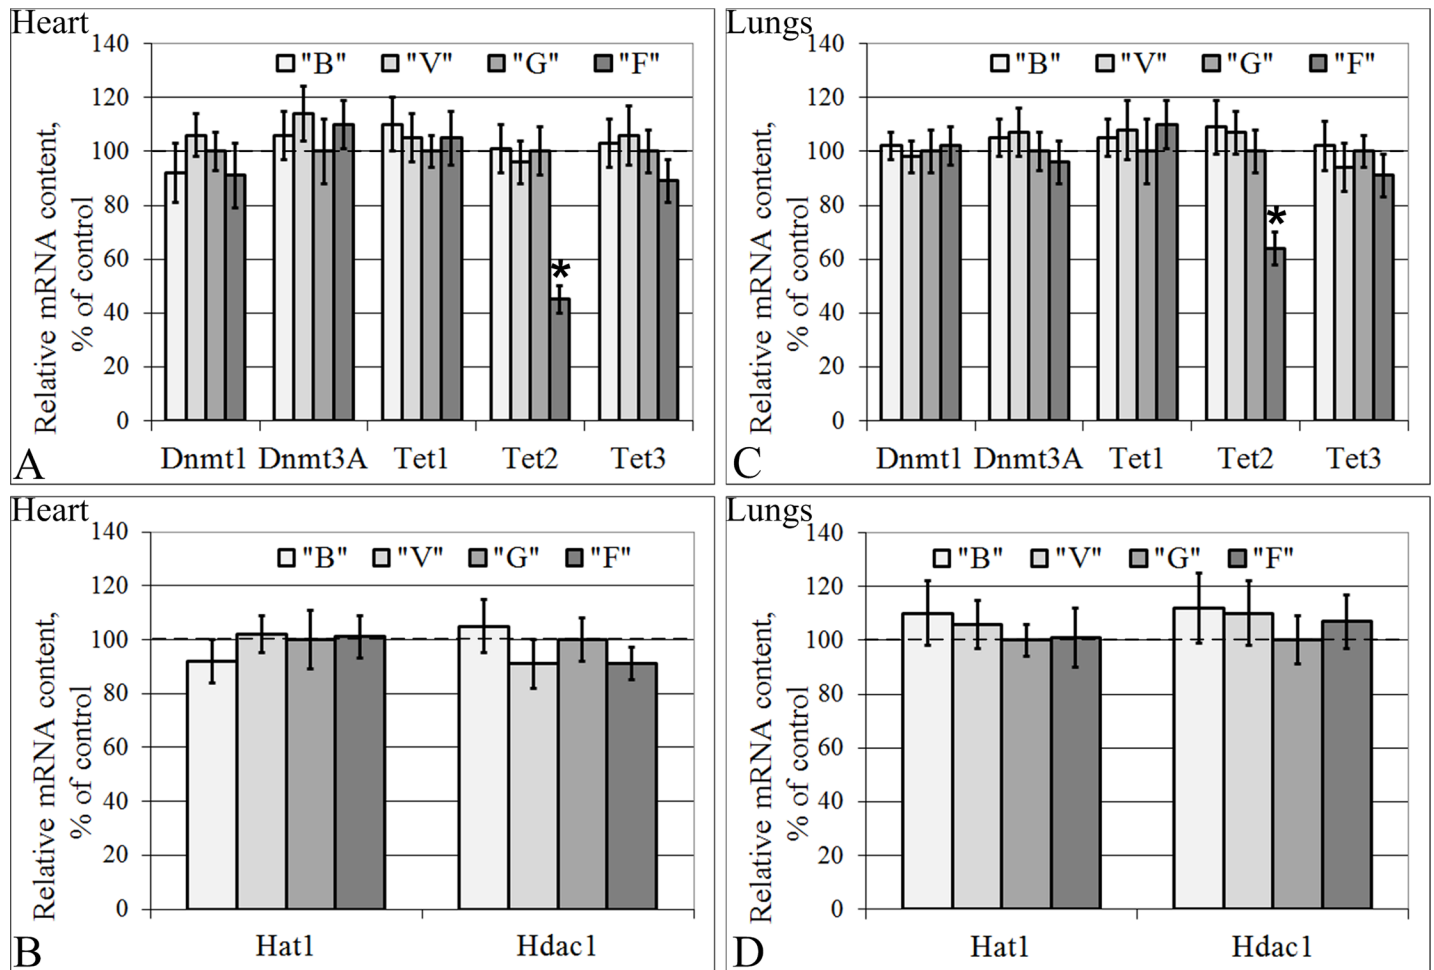 Heart
140
120
100
80
60
40
20
0
Relative mRNA content,
% of control
"B" "V" "G" "F"
*
Dnmt1 Dnmt3A Tet1 Tet2 Tet3
A
Lungs
140
120
100
80
60
40
20
0
Relative mRNA content,
% of control
"B" "V" "G" "F"
*
Dnmt1 Dnmt3A Tet1 Tet2 Tet3
C
Heart
140
120
100
80
60
40
20
0
Relative mRNA content,
% of control
"B" "V" "G" "F"
Hat1 Hdac1
B
Lungs
140
120
100
80
60
40
20
0
Relative mRNA content,
% of control
"B" "V" "G" "F"
Hat1 Hdac1
D